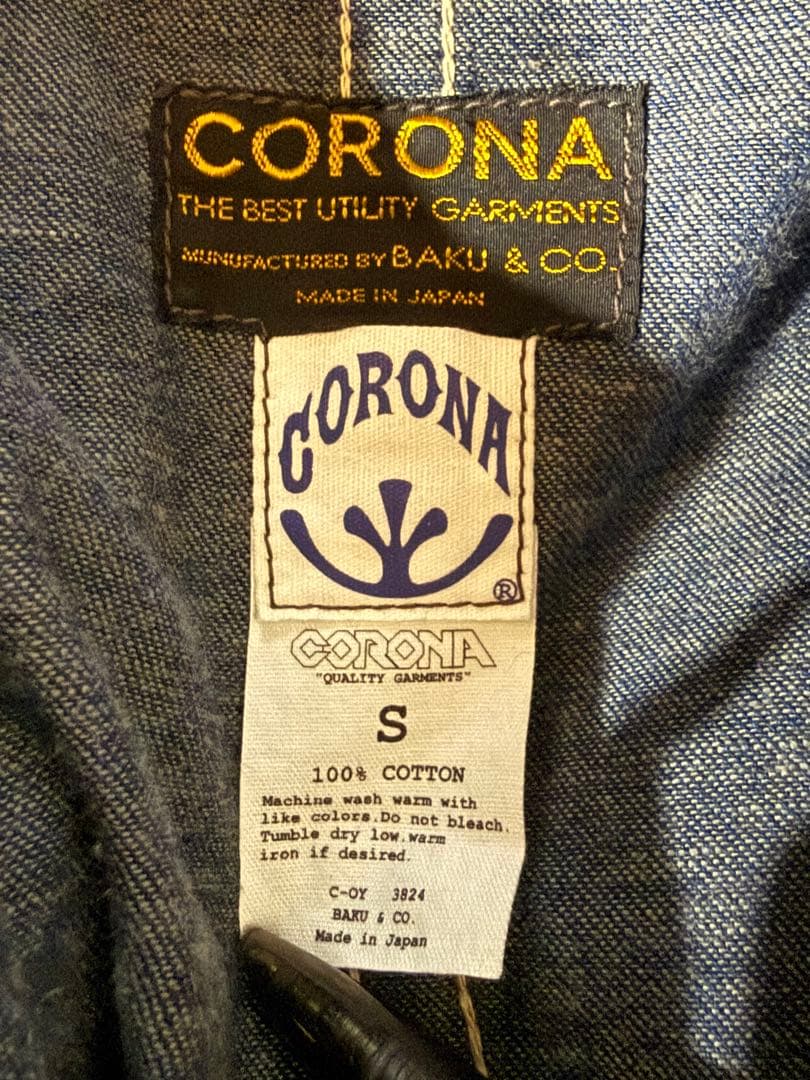 CORONA
THE BEST UTILITY GARMENTS
MUNUFACTURED BY BAKU & CO.
MADE IN JAPAN
CORONA
®
CORONA
"QUALITY GARMENTS"
S
100% COTTON
Machine wash warm with
like colors.Do not bleach.
Tumble dry low.warm
iron if desired.
C-OY 3824
BAKU & CO.
Made in Japan